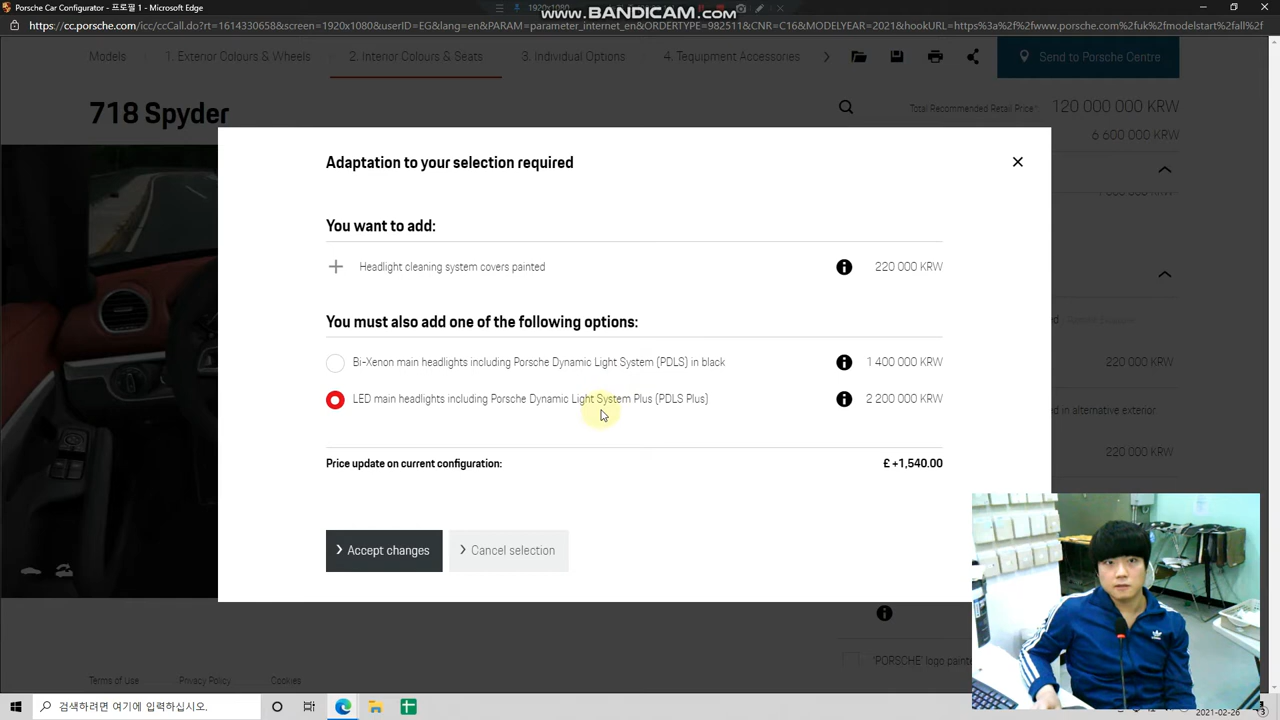 www.BANDICAM.com
Porsche Car Configurator - 프로필 1 - Microsoft Edge
https://cc.porsche.com/icc/ccCall.do?rt=1614330658&screen=1920x1080&userID=EG&lang=en&PARAM=parameter_internet_en&ORDERTYPE=982511&CNR=C16&MODELYEAR=2021&hookURL=https%3a%2f%2fwww.porsche.com%2fuk%2fmodelstart%2fall%2f
Models
1. Exterior Colours & Wheels
2. Interior Colours & Seats
3. Individual Options
4. Tequipment Accessories
Send to Porsche Centre
718 Spyder
Total Recommended Retail Price
120 000 000 KRW
6 600 000 KRW
Adaptation to your selection required
You want to add:
Headlight cleaning system covers painted
220 000 KRW
You must also add one of the following options:
Bi-Xenon main headlights including Porsche Dynamic Light System (PDLS) in black
1 400 000 KRW
LED main headlights including Porsche Dynamic Light System Plus (PDLS Plus)
2 200 000 KRW
Price update on current configuration:
£ +1,540.00
Accept changes
Cancel selection
220 000 KRW
ed in alternative exterior
220 000 KRW
'PORSCHE' logo painte
Terms of Use
Privacy Policy
Cookies
검색하려면 여기에 입력하십시오.
2021-02-26
3